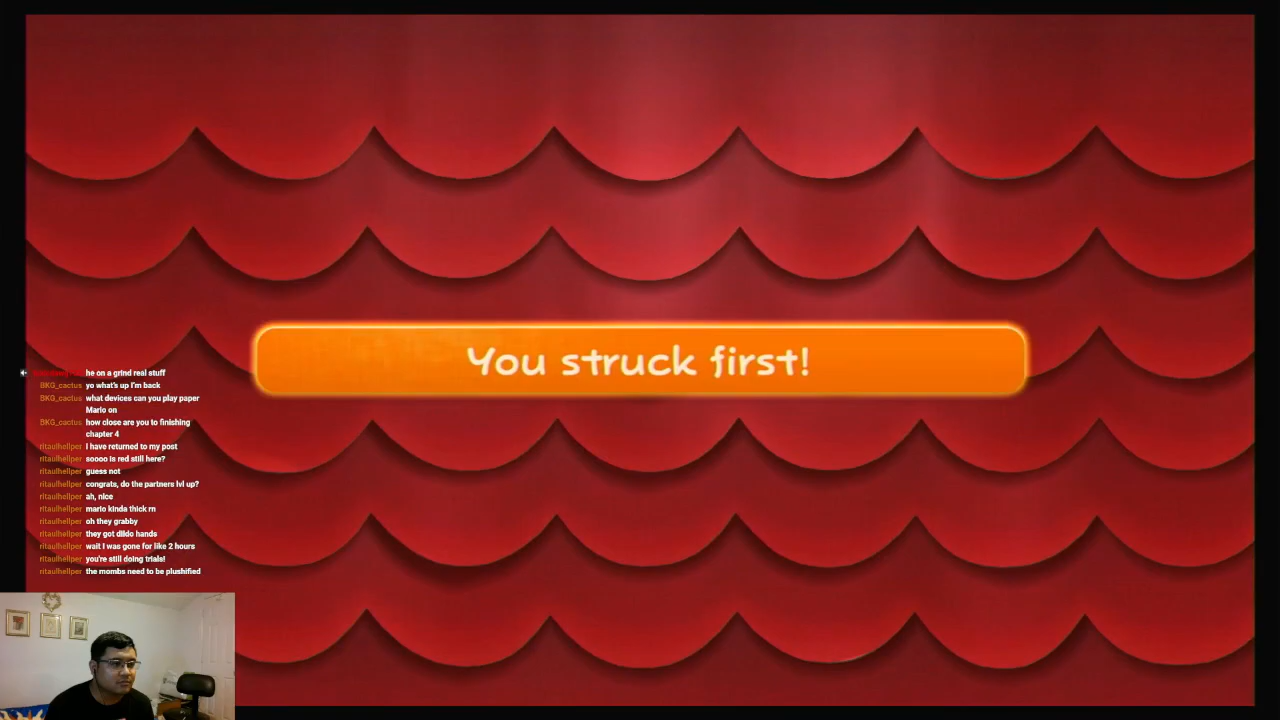 You struck first!
he on a grind real stuff
BKG_cactus yo what's up I'm back
BKG_cactus what devices can you play paper
Mario on
BKG_cactus how close are you to finishing
chapter 4
ritaulhellper I have returned to my post
ritaulhellper soooo is red still here?
ritaulhellper guess not
ritaulhellper congrats, do the partners lvl up?
ritaulhellper ah, nice
ritaulhellper mario kinda thick rn
ritaulhellper oh they grabby
ritaulhellper they got dildo hands
ritaulhellper wait I was gone for like 2 hours
ritaulhellper you're still doing trials!
ritaulhellper the mombs need to be plushified